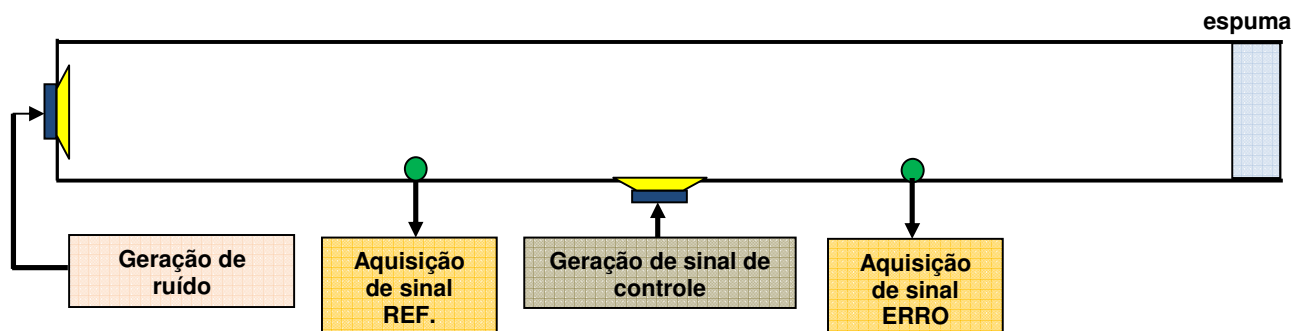 espuma
Geração de
ruído
Aquisição
de sinal
REF.
Geração de sinal de
controle
Aquisição
de sinal
ERRO